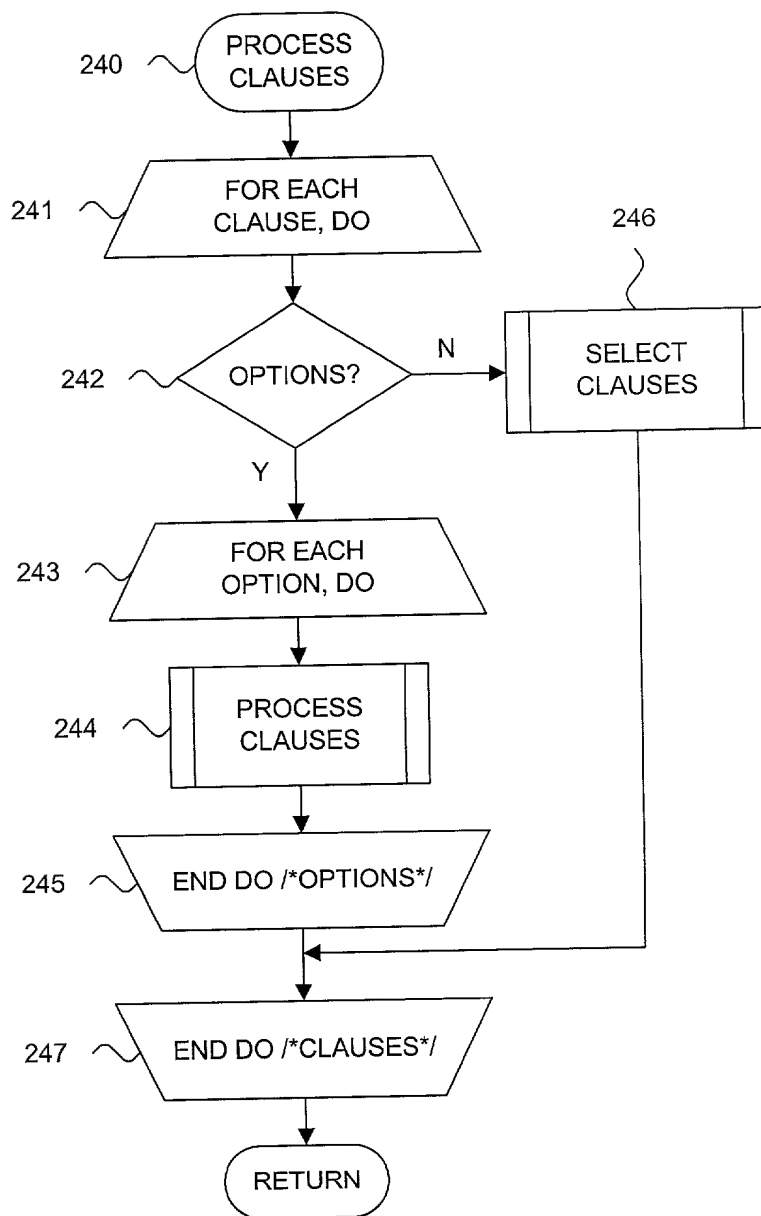 240
PROCESS
CLAUSES
241
FOR EACH
CLAUSE, DO
246
242
OPTIONS?
N
SELECT
CLAUSES
Y
243
FOR EACH
OPTION, DO
244
PROCESS
CLAUSES
245
END DO /*OPTIONS*/
247
END DO /*CLAUSES*/
RETURN